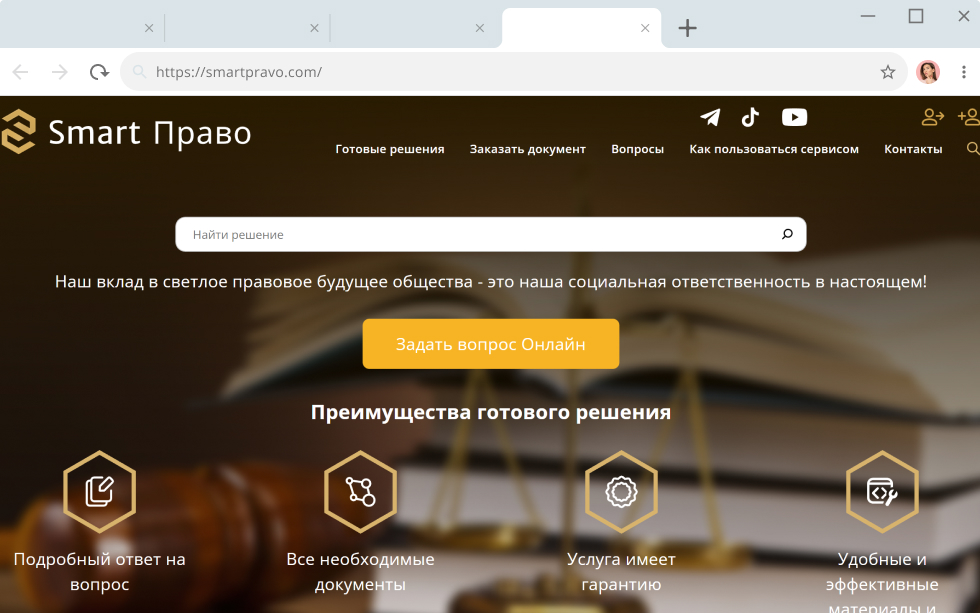 https://smartpravo.com/
Smart Право
Готовые решения Заказать документ Вопросы Как пользоваться сервисом Контакты
Найти решение
Наш вклад в светлое правовое будущее общества - это наша социальная ответственность в настоящем!
Задать вопрос Онлайн
Преимущества готового решения
Подробный ответ на
вопрос
Все необходимые
документы
Услуга имеет
гарантию
Удобные и
эффективные
материалы и